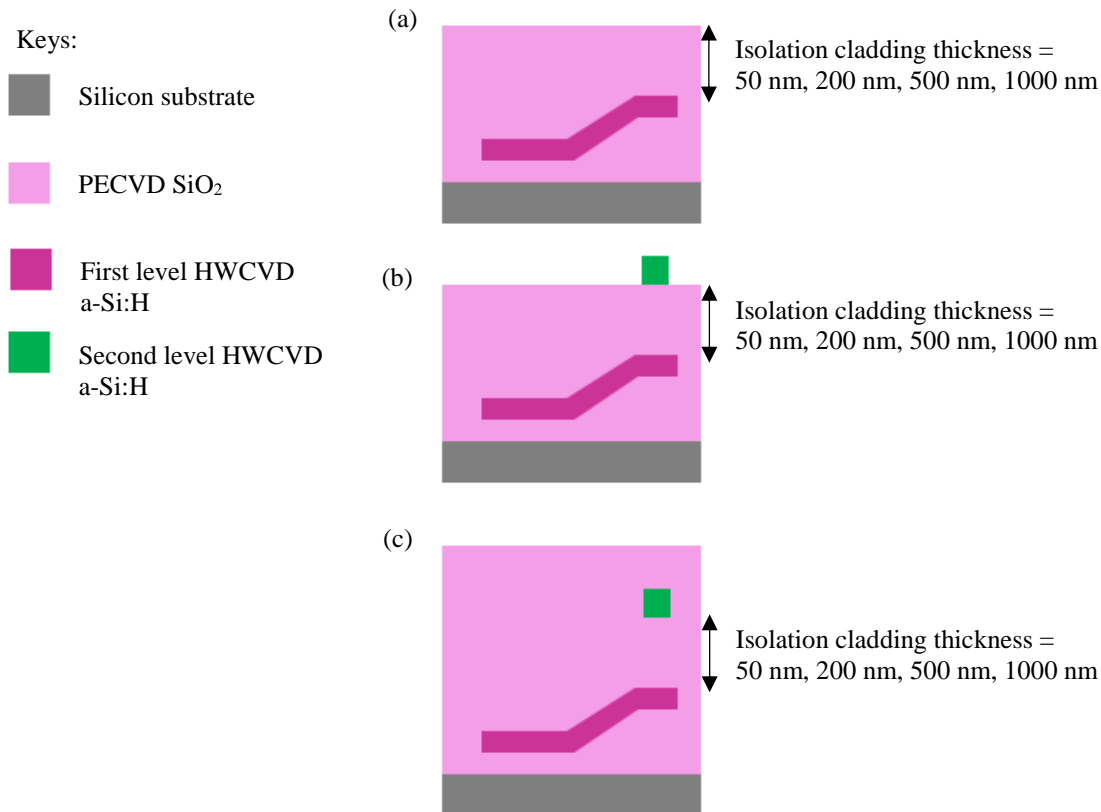 Keys:
Silicon substrate
PECVD SiO₂
First level HWCVD
a-Si:H
Second level HWCVD
a-Si:H
(a)
Isolation cladding thickness =
50 nm, 200 nm, 500 nm, 1000 nm
(b)
Isolation cladding thickness =
50 nm, 200 nm, 500 nm, 1000 nm
(c)
Isolation cladding thickness =
50 nm, 200 nm, 500 nm, 1000 nm